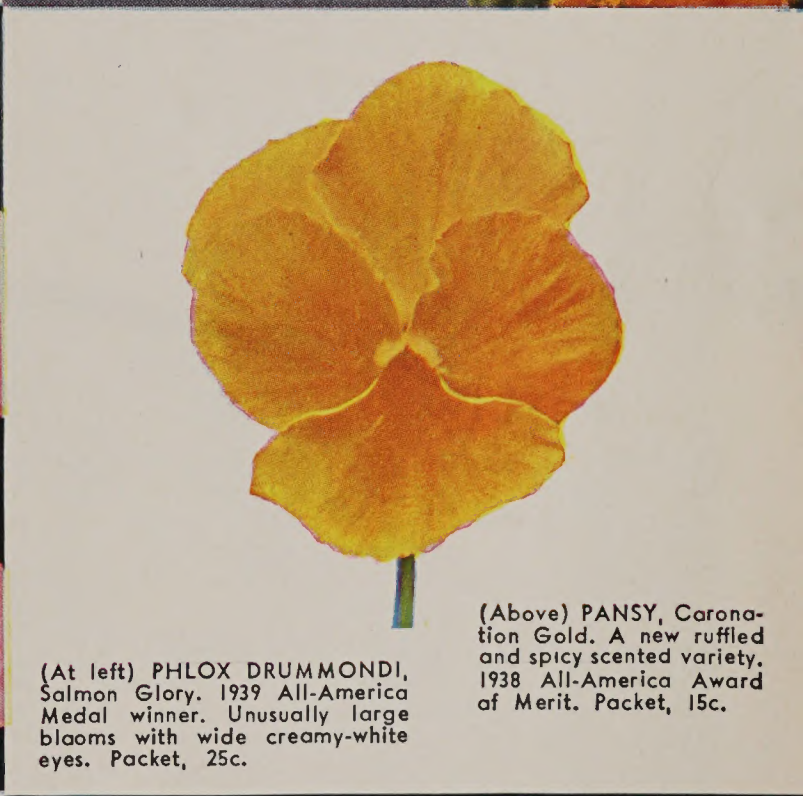 (At left) PHLOX DRUMMONDI,
Salmon Glory. 1939 All-America
Medal winner. Unusually large
blooms with wide creamy-white
eyes. Packet, 25c.
(Above) PANSY, Corona-
tion Gold. A new ruffled
and spicy scented variety.
1938 All-America Award
of Merit. Packet, 15c.